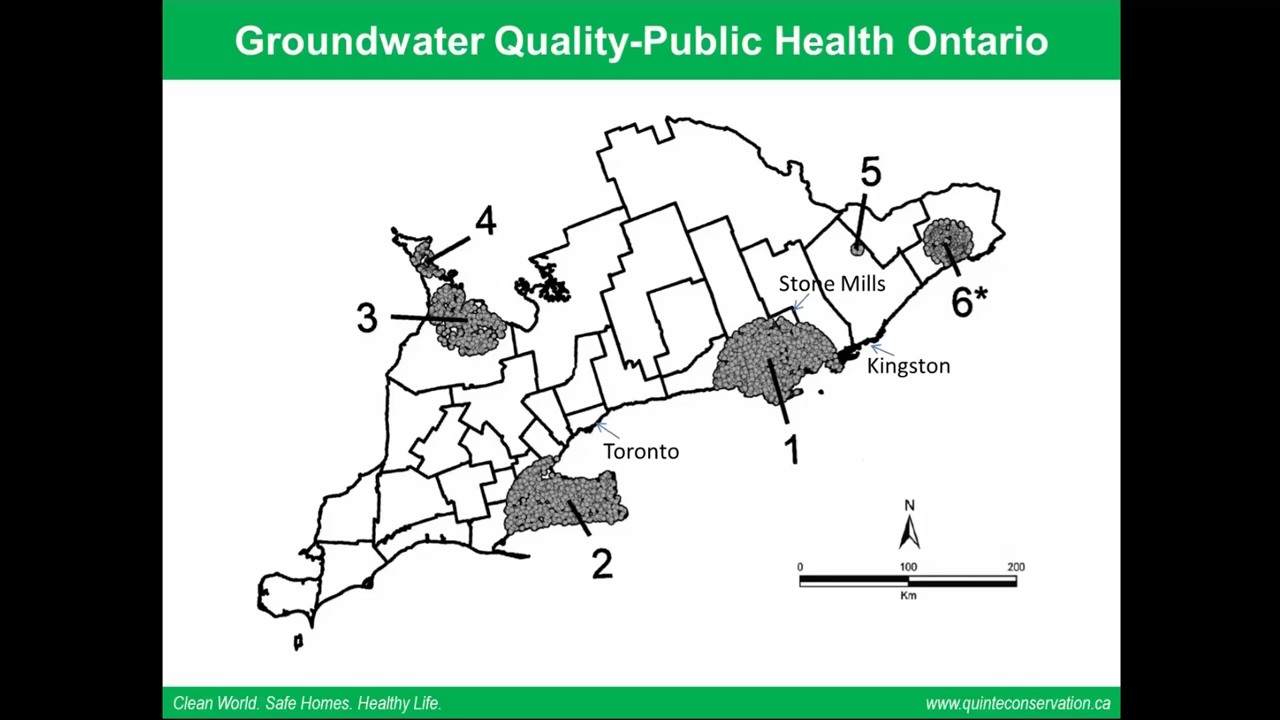 Groundwater Quality-Public Health Ontario
5
4
Stone Mills
6*
3
Kingston
1
Toronto
N
2
0 100 200
Km
Clean World. Safe Homes. Healthy Life.
www.quinteconservation.ca